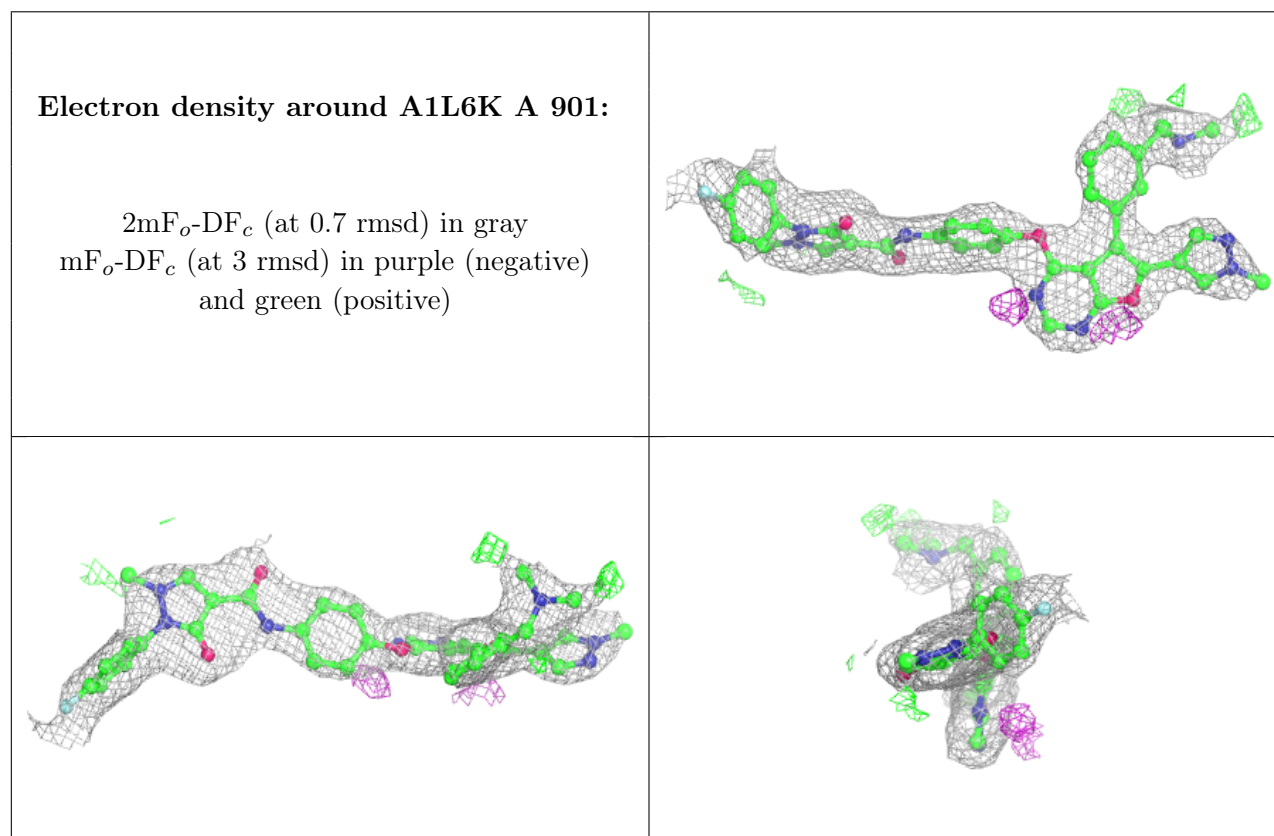 Electron density around A1L6K A 901:
2mFo-DFc (at 0.7 rmsd) in gray
mFo-DFc (at 3 rmsd) in purple (negative)
and green (positive)